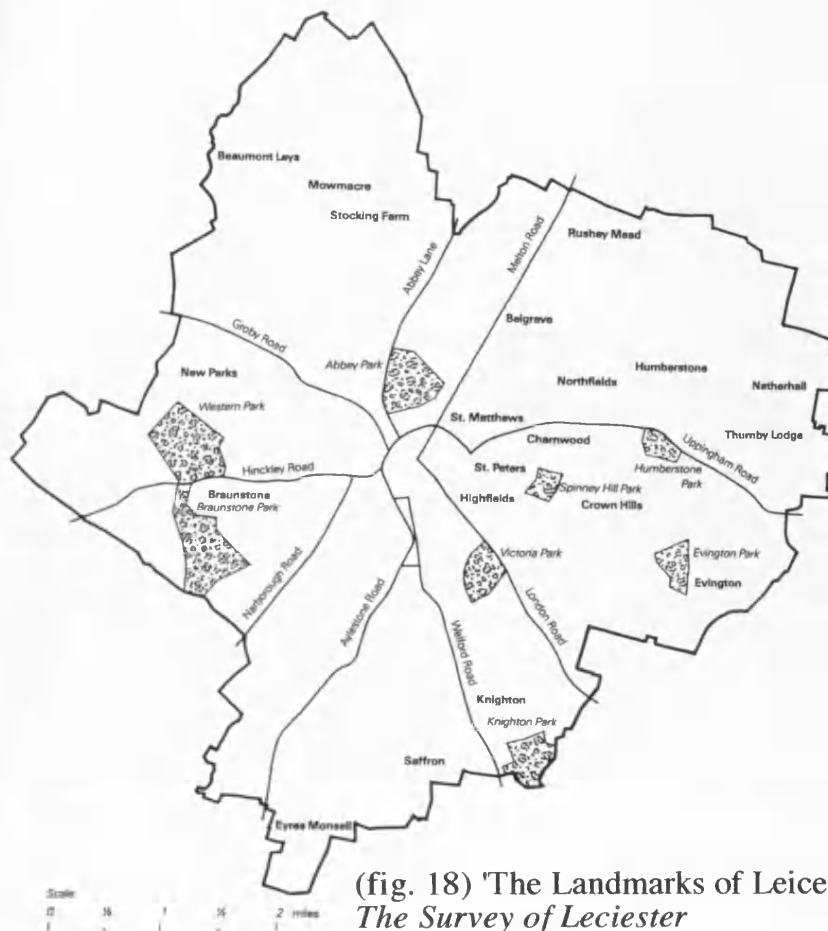 Beaumont Leys
Mowmacre
Stocking Farm
Abbey Lane
Melton Road
Rushey Mead
Groby Road
Belgrave
Abbey Park
New Parks
Humberstone
Northfields
Netherhall
Western Park
St. Matthews
Charnwood
Thurnby Lodge
Hinckley Road
St. Peters
Humberstone
Park
Uppingham Road
Braunstone
Braunstone Park
Highfields
Spinney Hill Park
Crown Hills
Narborough Road
Victoria Park
Evington Park
Evington
Aylestone Road
London Road
Welford Road
Knighton
Knighton Park
Saffron
Eyres Monsell
Scale
1 2 miles
(fig. 18) 'The Landmarks of Leice
The Survey of Leciester